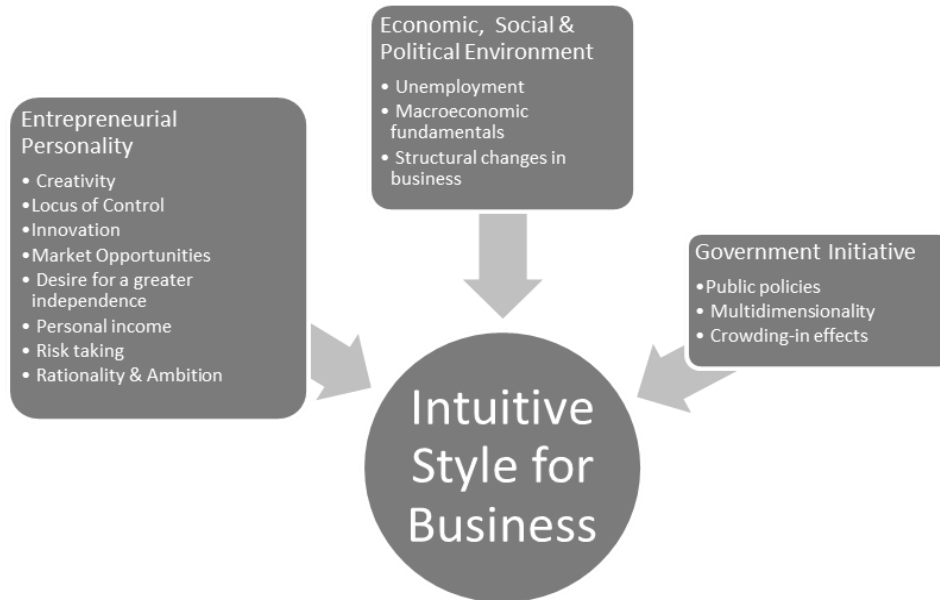 Entrepreneurial
Personality
• Creativity
•Locus of Control
•Innovation
•Market Opportunities
• Desire for a greater
independence
• Personal income
• Risk taking
• Rationality & Ambition
Economic, Social &
Political Environment
• Unemployment
• Macroeconomic
fundamentals
• Structural changes in
business
Government Initiative
•Public policies
• Multidimensionality
• Crowding-in effects
Intuitive
Style for
Business